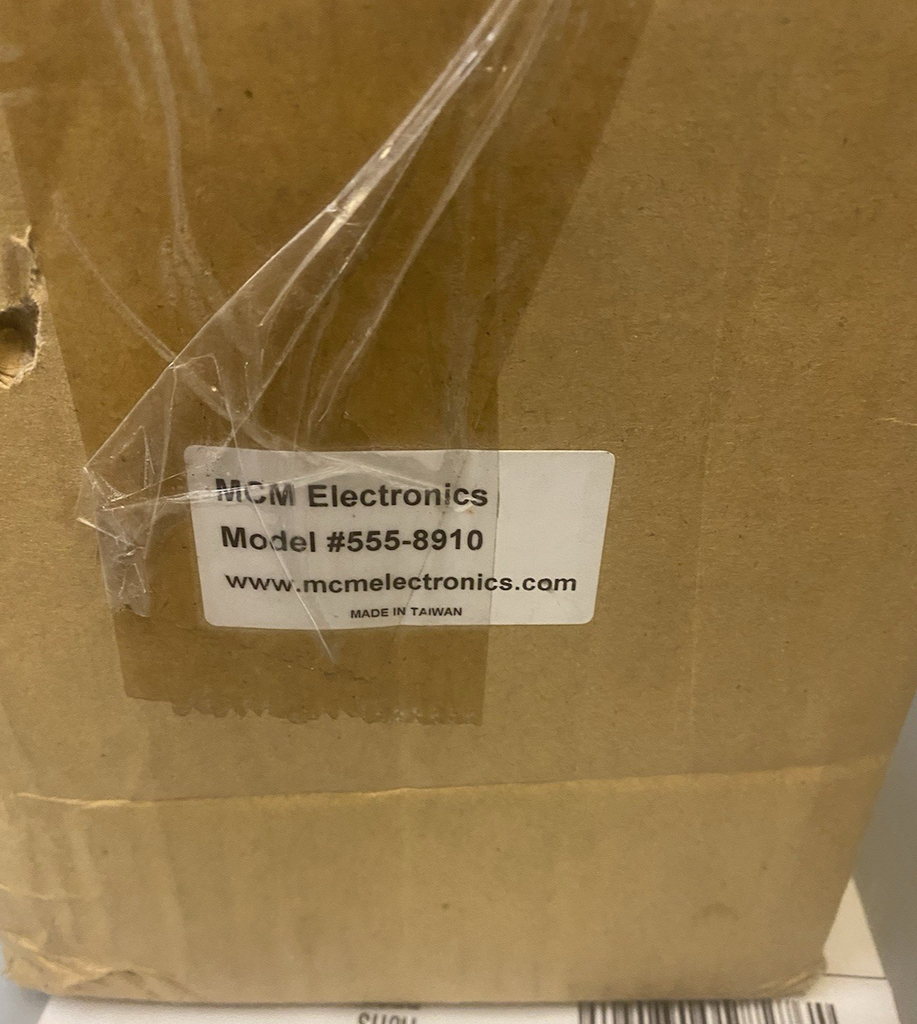 MCM Electronics
Model #555-8910
www.mcmelectronics.com
MADE IN TAIWAN